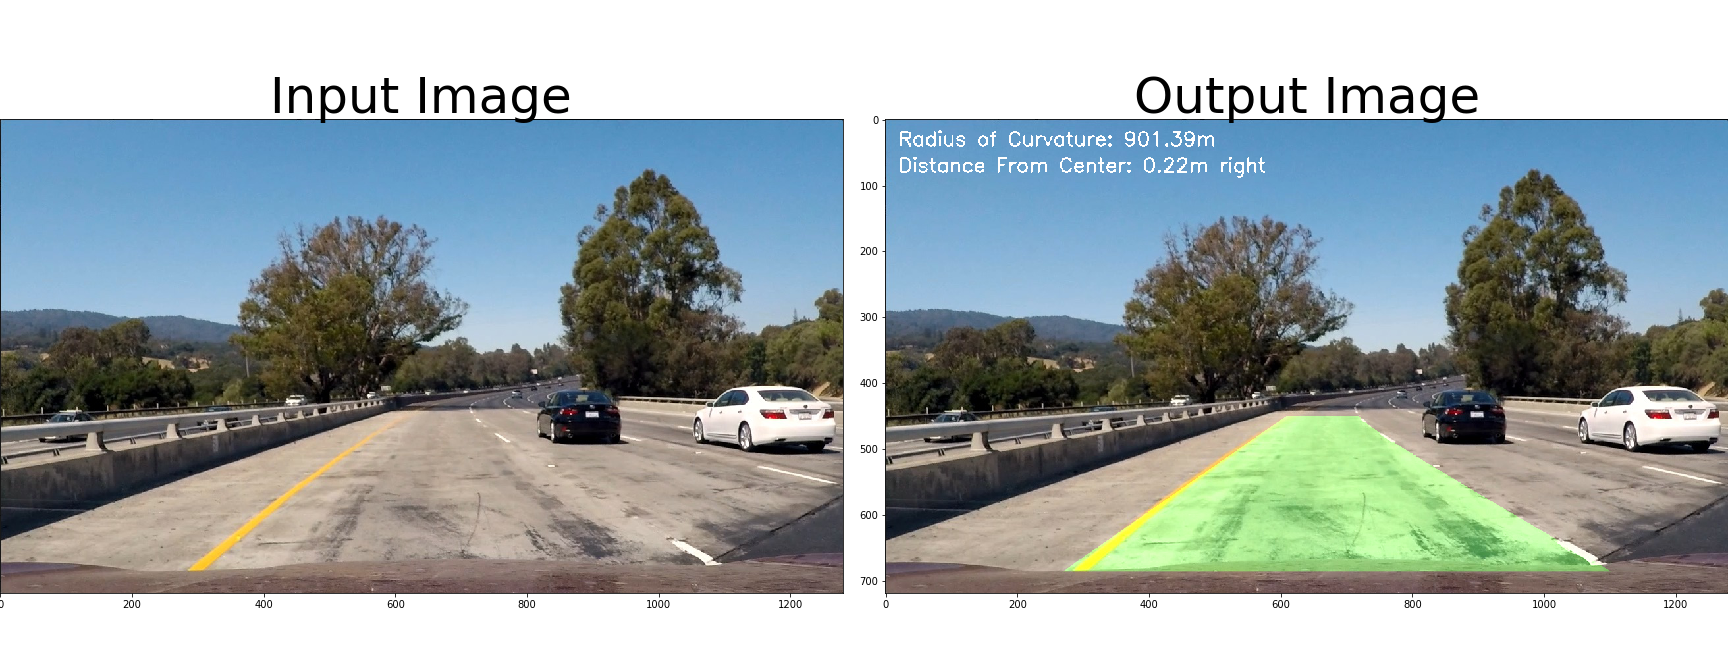 Input Image
Output Image
Radius of Curvature: 901.39m
Distance From Center: 0.22m right
0
100
200
300
400
500
600
700
0 200 400 600 800 1000 1200
0 200 400 600 800 1000 1200